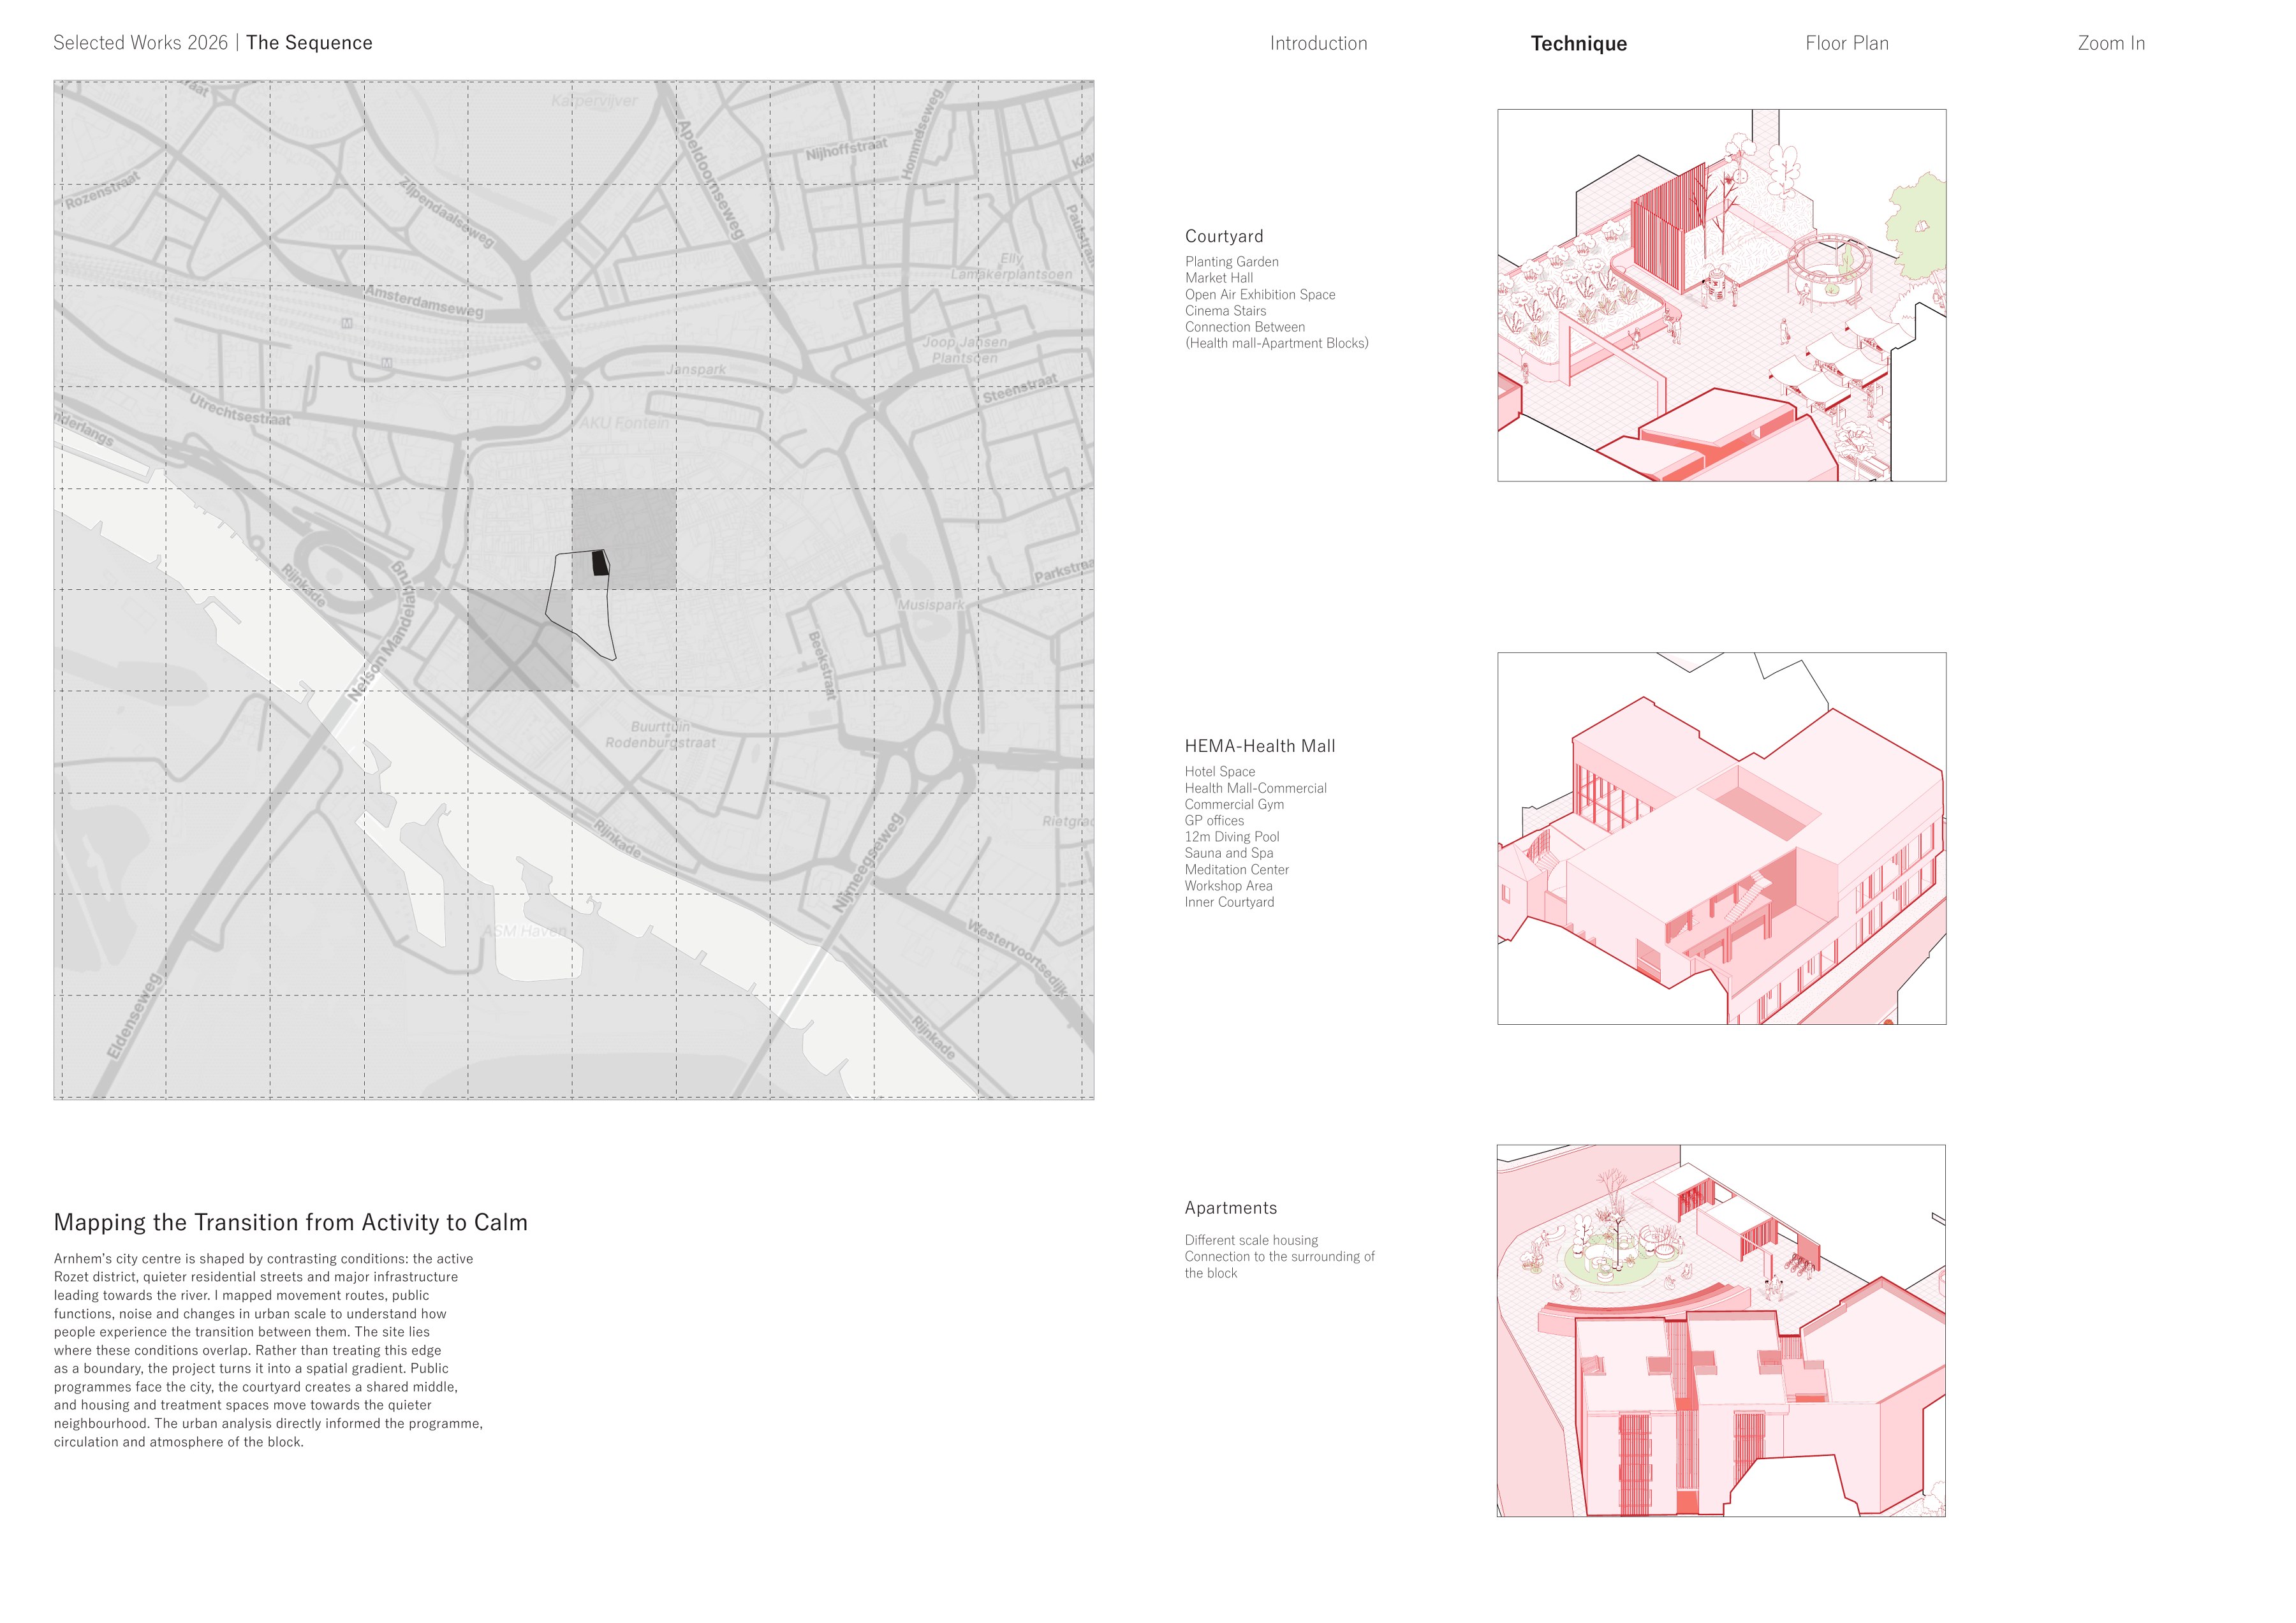 Selected Works 2026 | The Sequence
Introduction
Technique
Floor Plan
Zoom In
Karpervijver
Apeldoornseweg
Hommelseweg
Nijhoffstraat
Rozenstraat
Zijpendaalseweg
Elly
Lamakerplantsoen
Amsterdamseweg
M
M
Joop Jansen
Plantsoen
Janspark
Steenstraat
Utrechtsestraat
AKU Fontein
nderlangs
Rijnkade
Nelson Mandelabrug
Parkstraa
Musispark
Beekstraat
Buurttuin
Rodenburgstraat
Rijnkade
Nijmeegseweg
Rietgra
ASM Haven
Westervoortsedijk
Eldenseweg
Rijnkade
Mapping the Transition from Activity to Calm
Arnhem's city centre is shaped by contrasting conditions: the active
Rozet district, quieter residential streets and major infrastructure
leading towards the river. I mapped movement routes, public
functions, noise and changes in urban scale to understand how
people experience the transition between them. The site lies
where these conditions overlap. Rather than treating this edge
as a boundary, the project turns it into a spatial gradient. Public
programmes face the city, the courtyard creates a shared middle,
and housing and treatment spaces move towards the quieter
neighbourhood. The urban analysis directly informed the programme,
circulation and atmosphere of the block.
Courtyard
Planting Garden
Market Hall
Open Air Exhibition Space
Cinema Stairs
Connection Between
(Health mall-Apartment Blocks)
HEMA-Health Mall
Hotel Space
Health Mall-Commercial
Commercial Gym
GP offices
12m Diving Pool
Sauna and Spa
Meditation Center
Workshop Area
Inner Courtyard
Apartments
Different scale housing
Connection to the surrounding of
the block